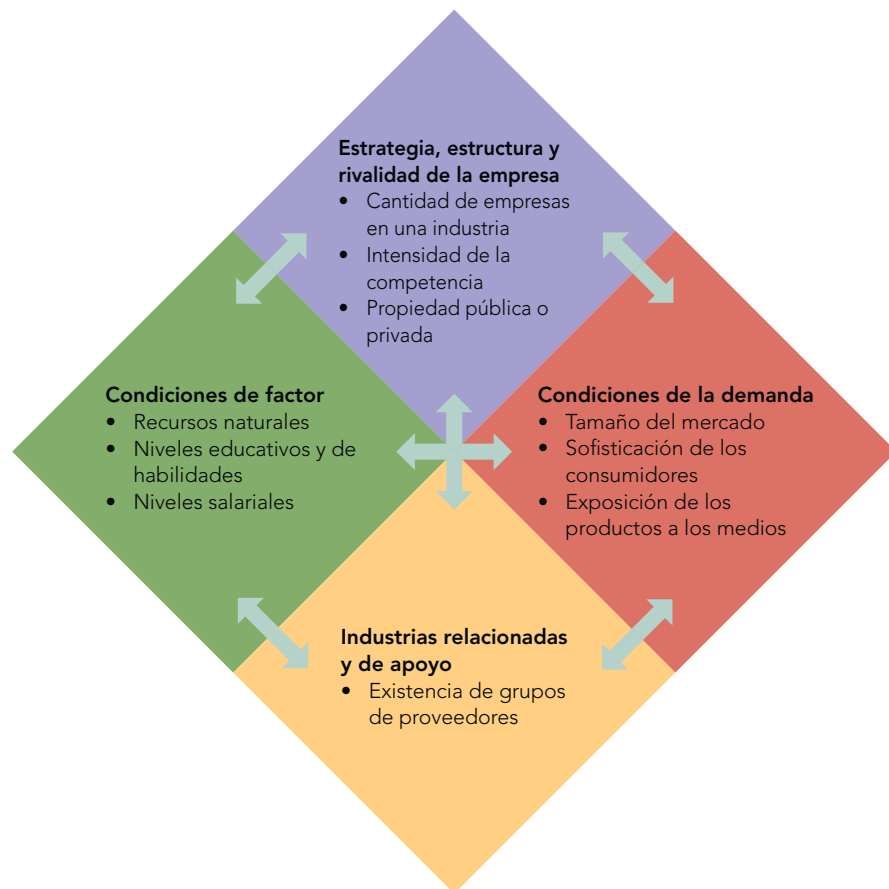 Estrategia, estructura y
rivalidad de la empresa
• Cantidad de empresas
en una industria
• Intensidad de la
competencia
• Propiedad pública o
privada
Condiciones de factor
• Recursos naturales
• Niveles educativos y de
habilidades
• Niveles salariales
Condiciones de la demanda
• Tamaño del mercado
• Sofisticación de los
consumidores
• Exposición de los
productos a los medios
Industrias relacionadas
y de apoyo
• Existencia de grupos
de proveedores